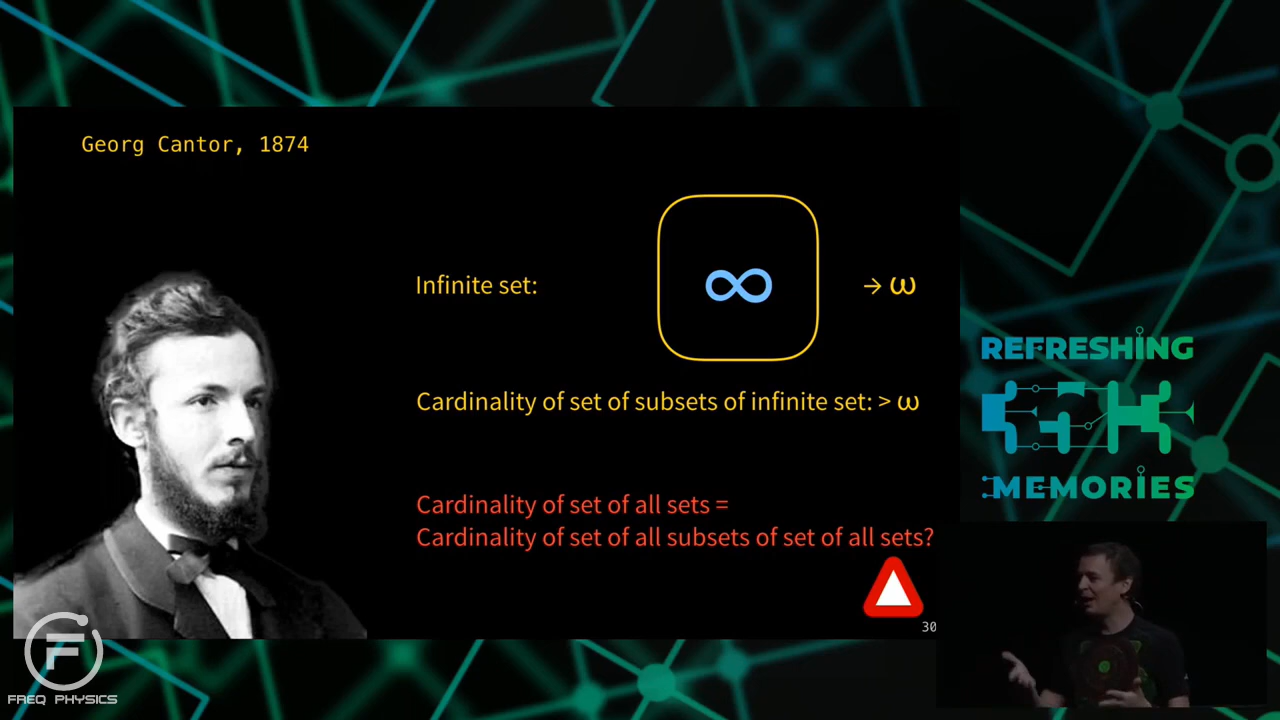 Georg Cantor, 1874
Infinite set:
∞
→ ω
Cardinality of set of subsets of infinite set: > ω
Cardinality of set of all sets =
Cardinality of set of all subsets of set of all sets?
30
REFRESHING
MEMORIES
F
FREQ PHYSICS